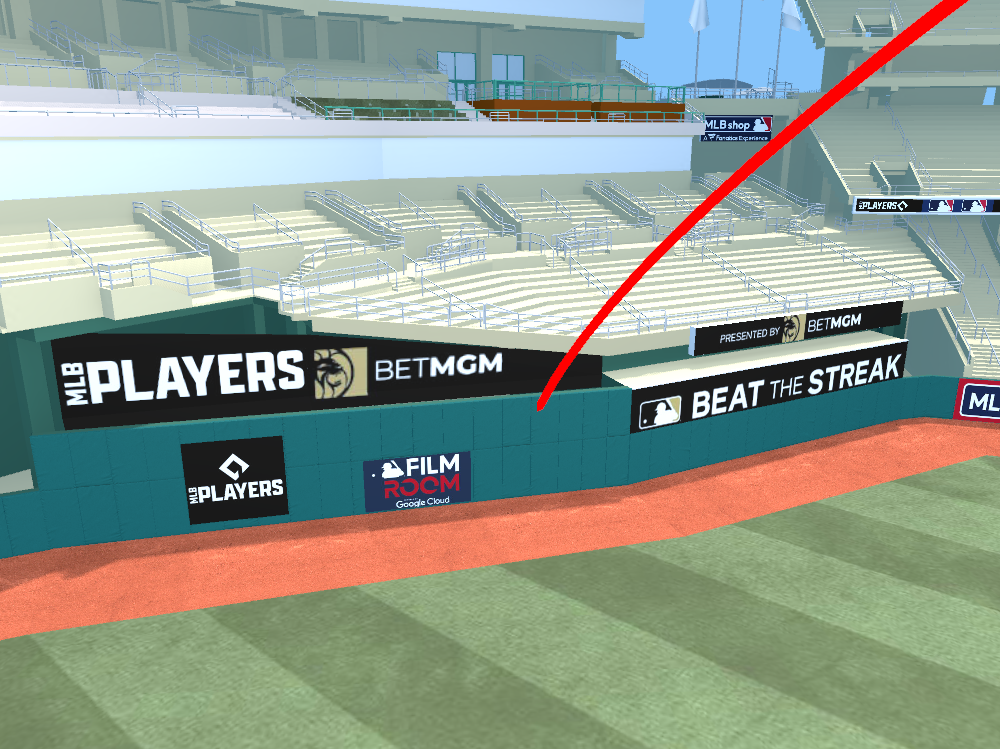 MLB shop
A Fanatics Experience
MLB PLAYERS
PRESENTED BY BETMGM
MLB PLAYERS BETMGM
BEAT THE STREAK
ML
MLB PLAYERS
FILM
ROOM
Google Cloud